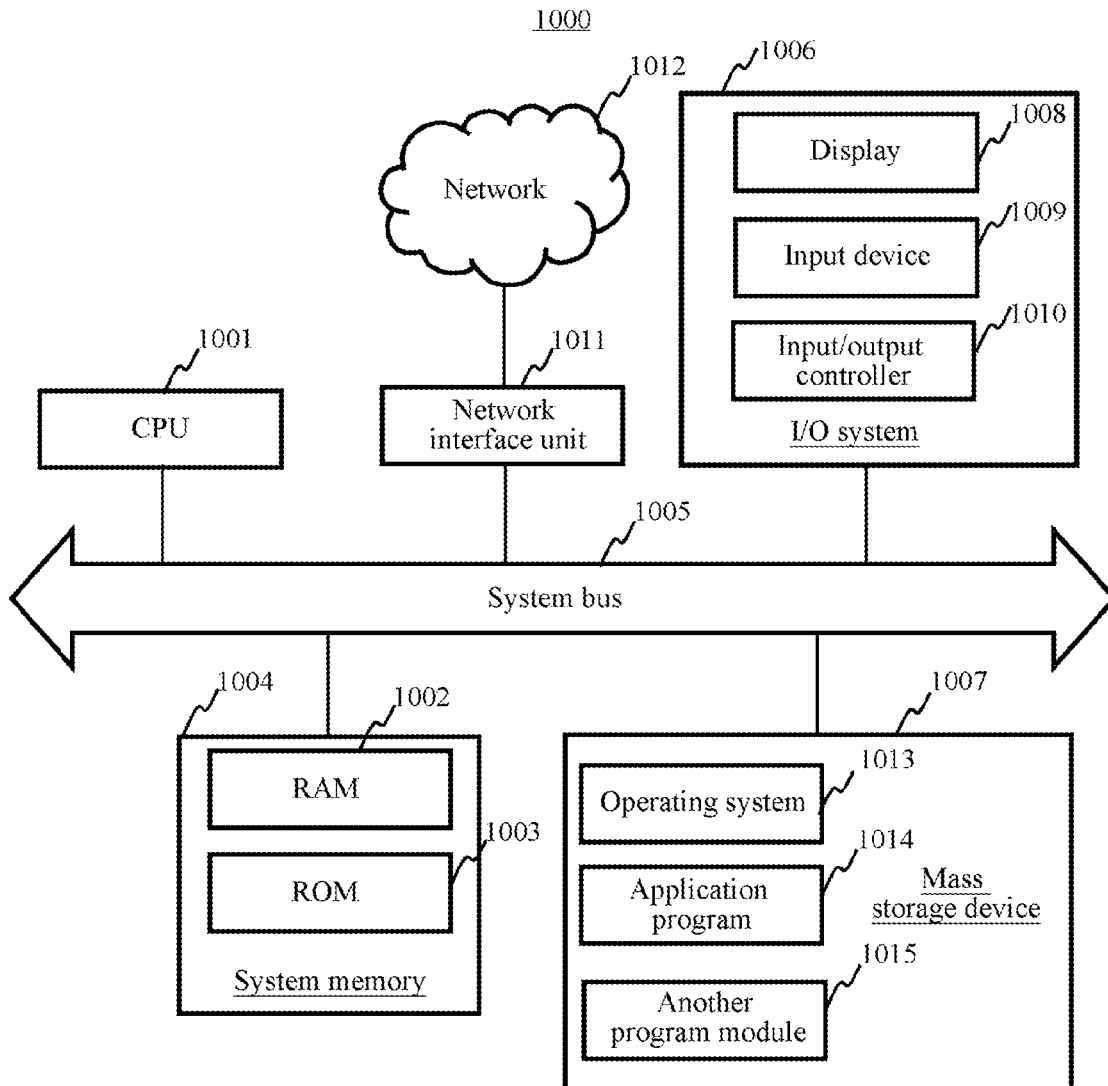 1000
1012
Network
1006
1008
Display
1009
Input device
1010
Input/output
controller
I/O system
1001
CPU
1011
Network
interface unit
1005
System bus
1004
1002
RAM
1003
ROM
System memory
1007
1013
Operating system
1014
Application
program
Mass
storage device
1015
Another
program module